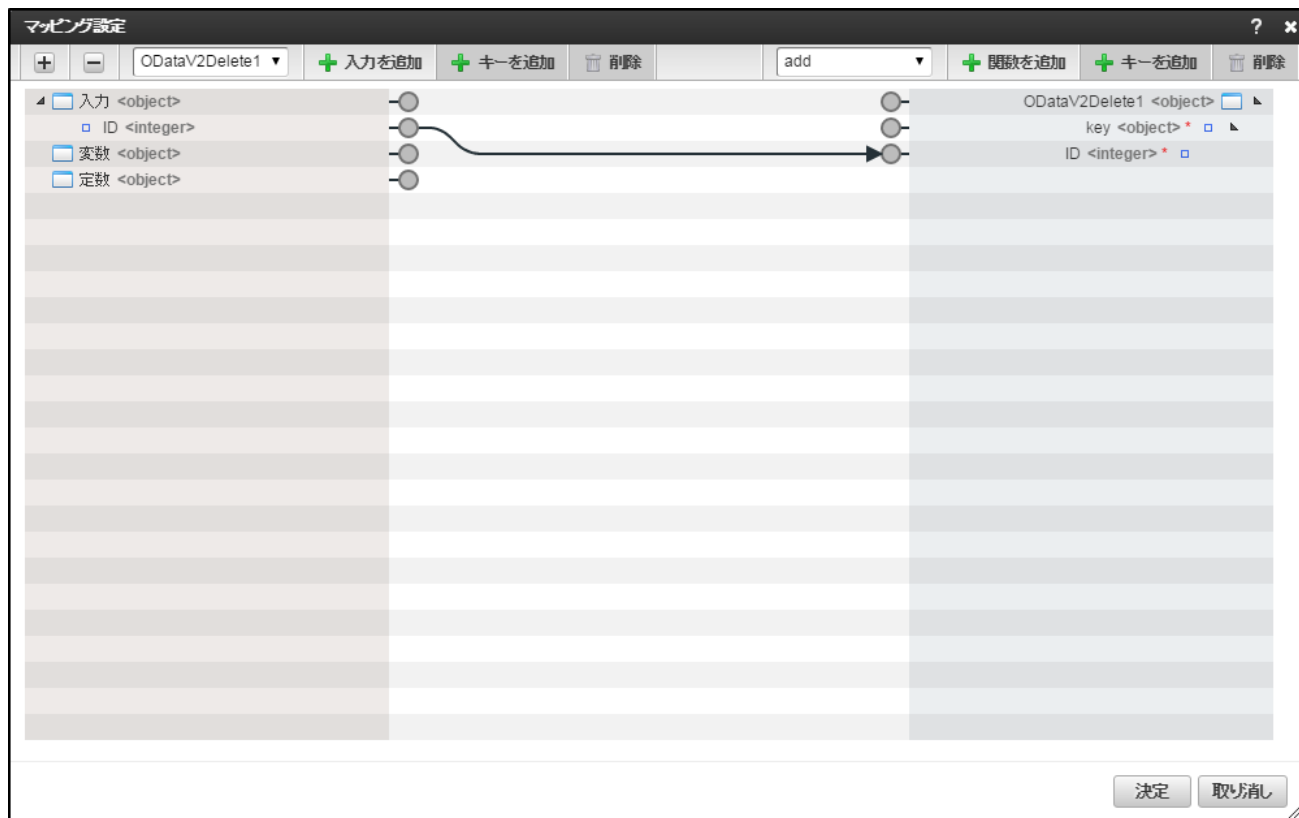 マッピング設定 ? ×
ODataV2Delete1 ▼ 入力を追加 キーを追加 削除 add ▼ 関数を追加 キーを追加 削除
入力 <object> ODataV2Delete1 <object>
ID <integer> key <object> *
変数 <object> ID <integer> *
定数 <object>
決定 取り消し